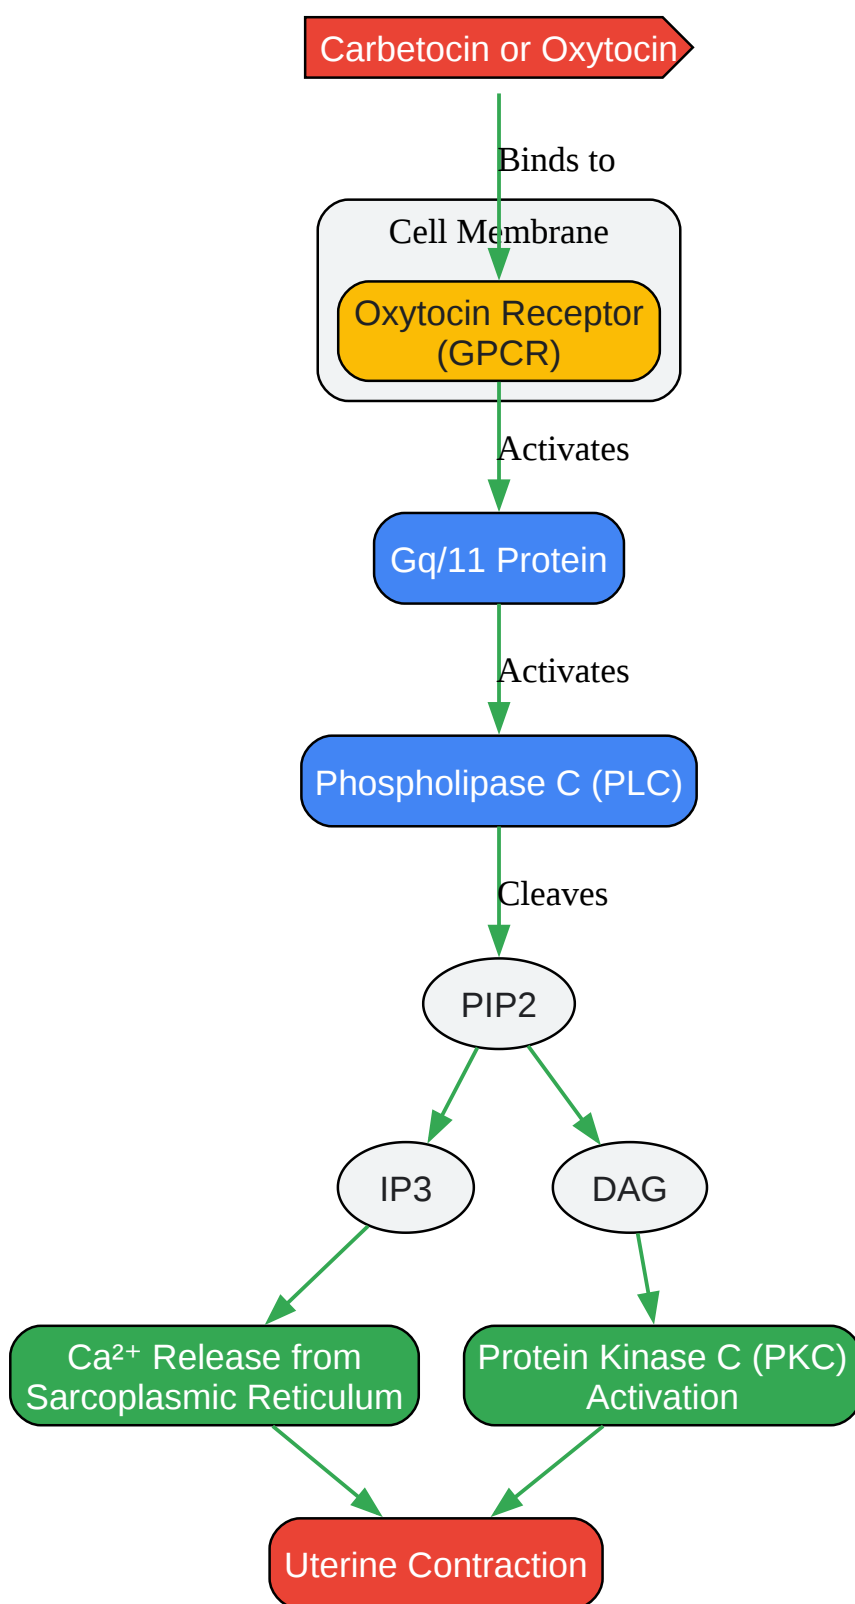 Carbetocin or Oxytocin
Binds to
Cell Membrane
Oxytocin Receptor
(GPCR)
Activates
Gq/11 Protein
Activates
Phospholipase C (PLC)
Cleaves
PIP2
IP3
DAG
Ca²⁺ Release from
Sarcoplasmic Reticulum
Protein Kinase C (PKC)
Activation
Uterine Contraction